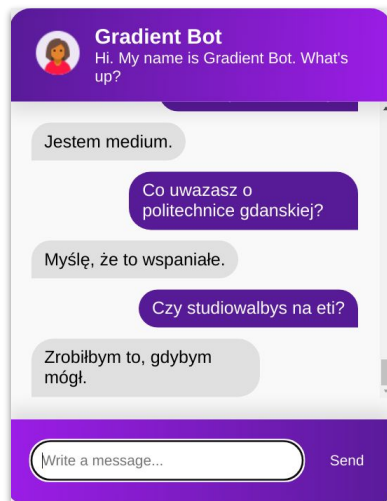 Gradient Bot
Hi. My name is Gradient Bot. What's
up?
Jestem medium.
Co uwazasz o
politechnice gdanskiej?
Myślę, że to wspaniałe.
Czy studiowalbys na eti?
Zrobiłbym to, gdybym
mógł.
Write a message...
Send